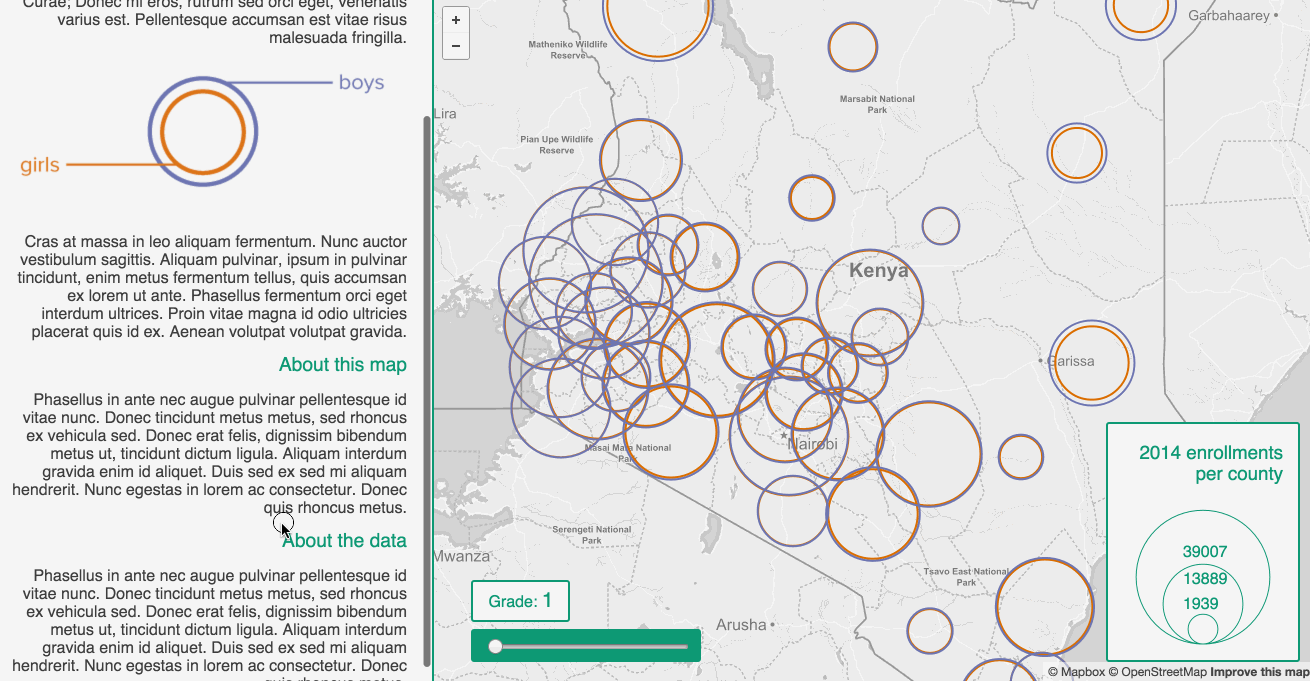 Curae; Donec mi eros, rutrum sed orci eget, venenatis
varius est. Pellentesque accumsan est vitae risus
malesuada fringilla.
boys
girls
Cras at massa in leo aliquam fermentum. Nunc auctor
vestibulum sagittis. Aliquam pulvinar, ipsum in pulvinar
tincidunt, enim metus fermentum tellus, quis accumsan
ex lorem ut ante. Phasellus fermentum orci eget
interdum ultrices. Proin vitae magna id odio ultricies
placerat quis id ex. Aenean volutpat volutpat gravida.
About this map
Phasellus in ante nec augue pulvinar pellentesque id
vitae nunc. Donec tincidunt metus metus, sed rhoncus
ex vehicula sed. Donec erat felis, dignissim bibendum
metus ut, tincidunt dictum ligula. Aliquam interdum
gravida enim id aliquet. Duis sed ex sed mi aliquam
hendrerit. Nunc egestas in lorem ac consectetur. Donec
quis rhoncus metus.
About the data
Phasellus in ante nec augue pulvinar pellentesque id
vitae nunc. Donec tincidunt metus metus, sed rhoncus
ex vehicula sed. Donec erat felis, dignissim bibendum
metus ut, tincidunt dictum ligula. Aliquam interdum
gravida enim id aliquet. Duis sed ex sed mi aliquam
hendrerit. Nunc egestas in lorem ac consectetur. Donec
quis rhoncus metus.
+
−
Garbahaarey
Matheniko Wildlife
Reserve
Marsabit National
Park
Lira
Pian Upe Wildlife
Reserve
Kenya
Garissa
Nairobi
Masai Mara National
Park
Serengeti National
Park
Mwanza
Tsavo East National
Park
Arusha
Grade: 1
2014 enrollments
per county
39007
13889
1939
© Mapbox © OpenStreetMap Improve this map